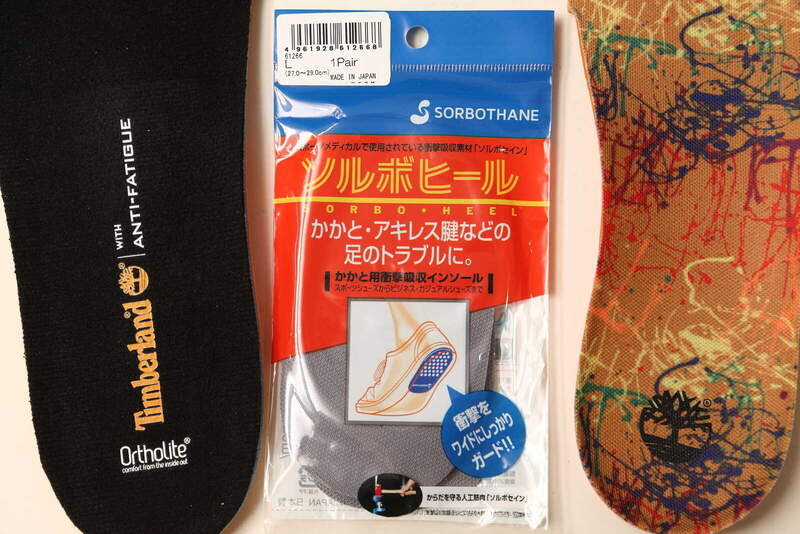 Timberland®
WITH
ANTI-FATIGUE
Ortholite®
comfort from the inside out
4961928612668
61266
L
1Pair
(27.0〜29.0cm)
MADE IN JAPAN
SORBOTHANE
メディカルで使用されている衝撃吸収素材「ソルボセイン」
ソルボヒール
SORBO・HEEL
かかと・アキレス腱などの
足のトラブルに。
かかと用衝撃吸収インソール
スポーツシューズからビジネス・カジュアルシューズまで
衝撃を
ワイドにしっかり
ガード!!
からだを守る人工筋肉「ソルボセイン」